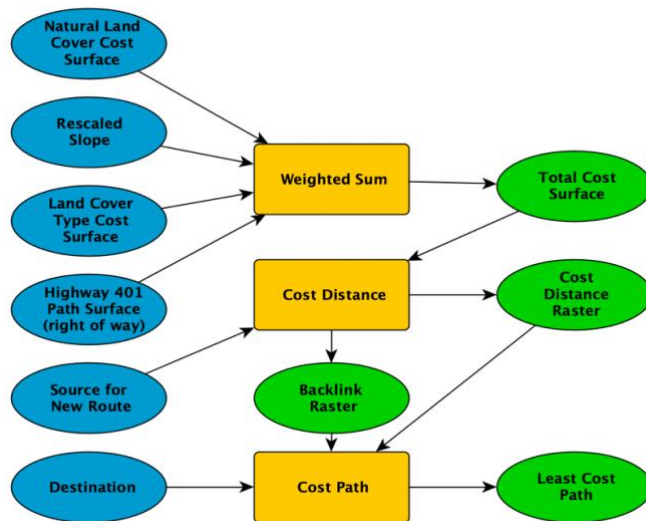 Natural Land
Cover Cost
Surface
Rescaled
Slope
Weighted Sum
Total Cost
Surface
Land Cover
Type Cost
Surface
Highway 401
Path Surface
(right of way)
Cost Distance
Cost
Distance
Raster
Source for
New Route
Backlink
Raster
Destination
Cost Path
Least Cost
Path